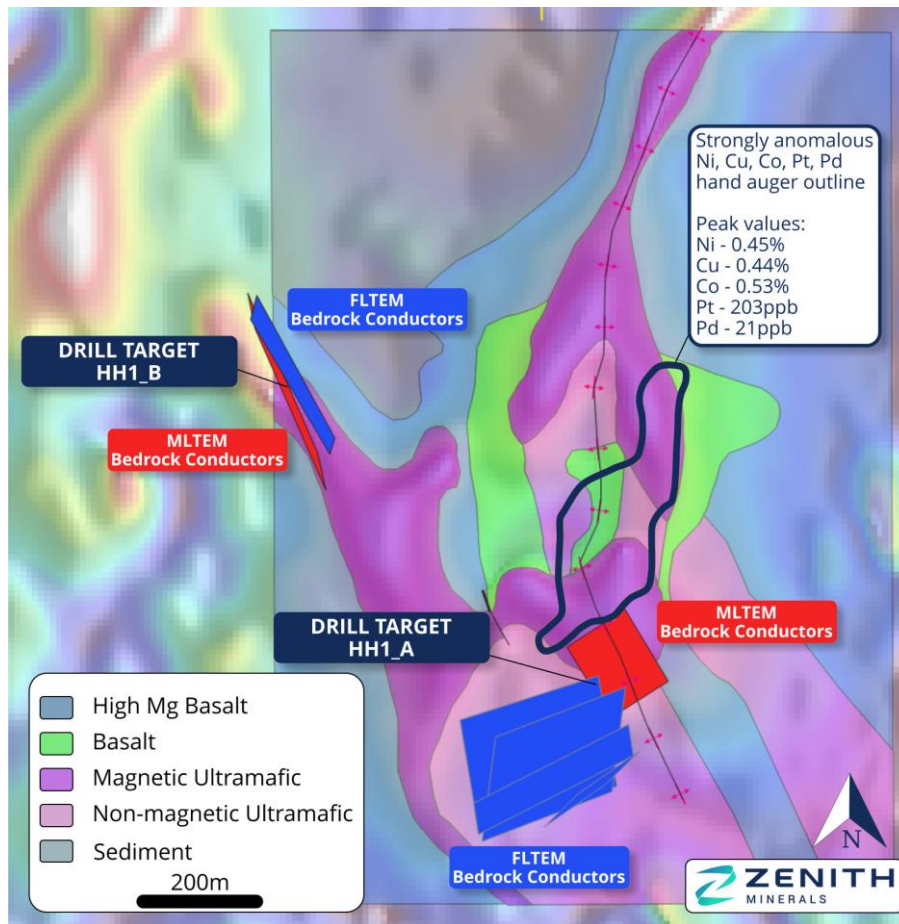 Strongly anomalous
Ni, Cu, Co, Pt, Pd
hand auger outline
Peak values:
Ni - 0.45%
Cu - 0.44%
Co - 0.53%
Pt - 203ppb
Pd - 21ppb
FLTEM
Bedrock Conductors
DRILL TARGET
HH1_B
MLTEM
Bedrock Conductors
DRILL TARGET
HH1_A
MLTEM
Bedrock Conductors
High Mg Basalt
Basalt
Magnetic Ultramafic
Non-magnetic Ultramafic
Sediment
200m
FLTEM
Bedrock Conductors
N
ZENITH
MINERALS